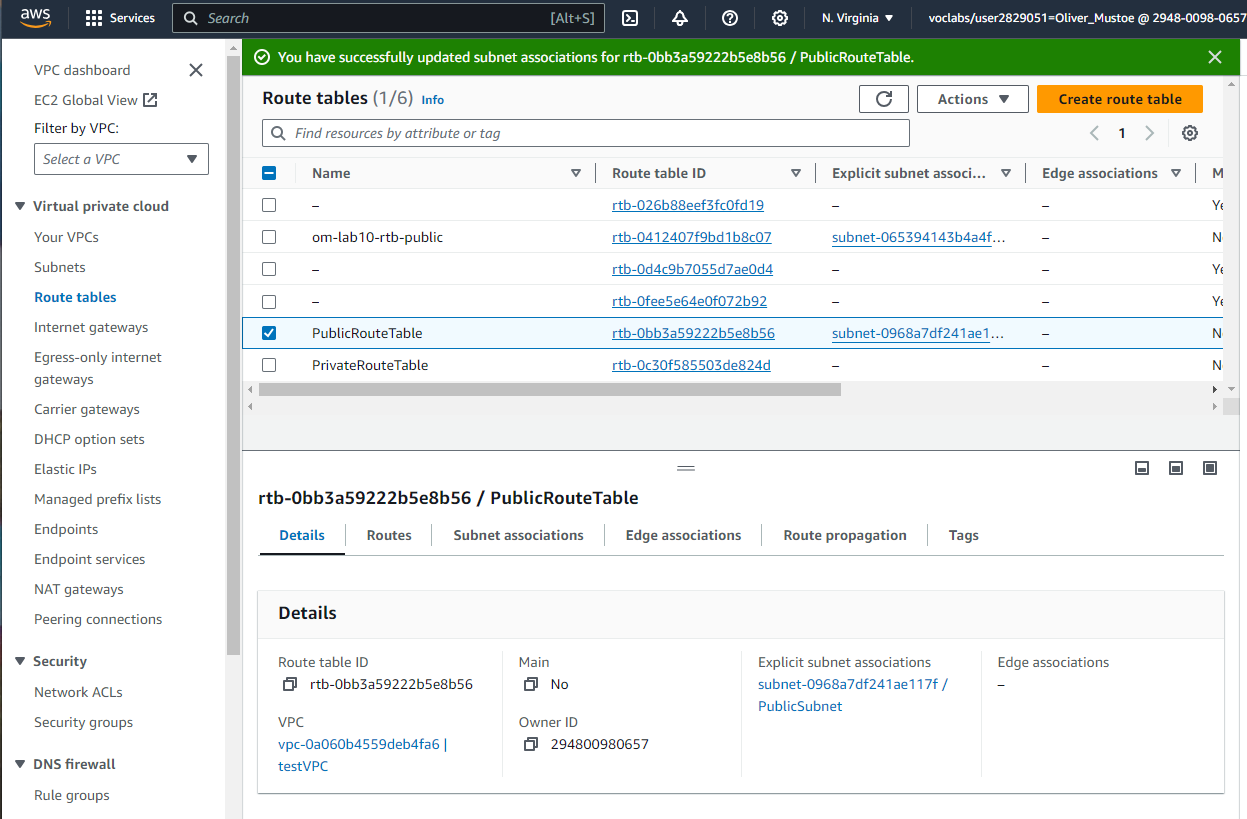 aws
Services
Search
[Alt+S]
N. Virginia
voclabs/user2829051=Oliver_Mustoe @ 2948-0098-0657
VPC dashboard
EC2 Global View
Filter by VPC:
Select a VPC
Virtual private cloud
Your VPCs
Subnets
Route tables
Internet gateways
Egress-only internet
gateways
Carrier gateways
DHCP option sets
Elastic IPs
Managed prefix lists
Endpoints
Endpoint services
NAT gateways
Peering connections
Security
Network ACLs
Security groups
DNS firewall
Rule groups
You have successfully updated subnet associations for rtb-0bb3a59222b5e8b56 / PublicRouteTable.
Route tables (1/6) Info
Actions
Create route table
Find resources by attribute or tag
1
Name Route table ID Explicit subnet associ... Edge associations M
– rtb-026b88eef3fc0fd19 – – Ye
om-lab10-rtb-public rtb-0412407f9bd1b8c07 subnet-065394143b4a4f... – N
– rtb-0d4c9b7055d7ae0d4 – – Ye
– rtb-0fee5e64e0f072b92 – – Ye
PublicRouteTable rtb-0bb3a59222b5e8b56 subnet-0968a7df241ae1... – N
PrivateRouteTable rtb-0c30f585503de824d – – N
rtb-0bb3a59222b5e8b56 / PublicRouteTable
Details Routes Subnet associations Edge associations Route propagation Tags
Details
Route table ID
rtb-0bb3a59222b5e8b56
VPC
vpc-0a060b4559deb4fa6 |
testVPC
Main
No
Owner ID
294800980657
Explicit subnet associations
subnet-0968a7df241ae117f /
PublicSubnet
Edge associations
–